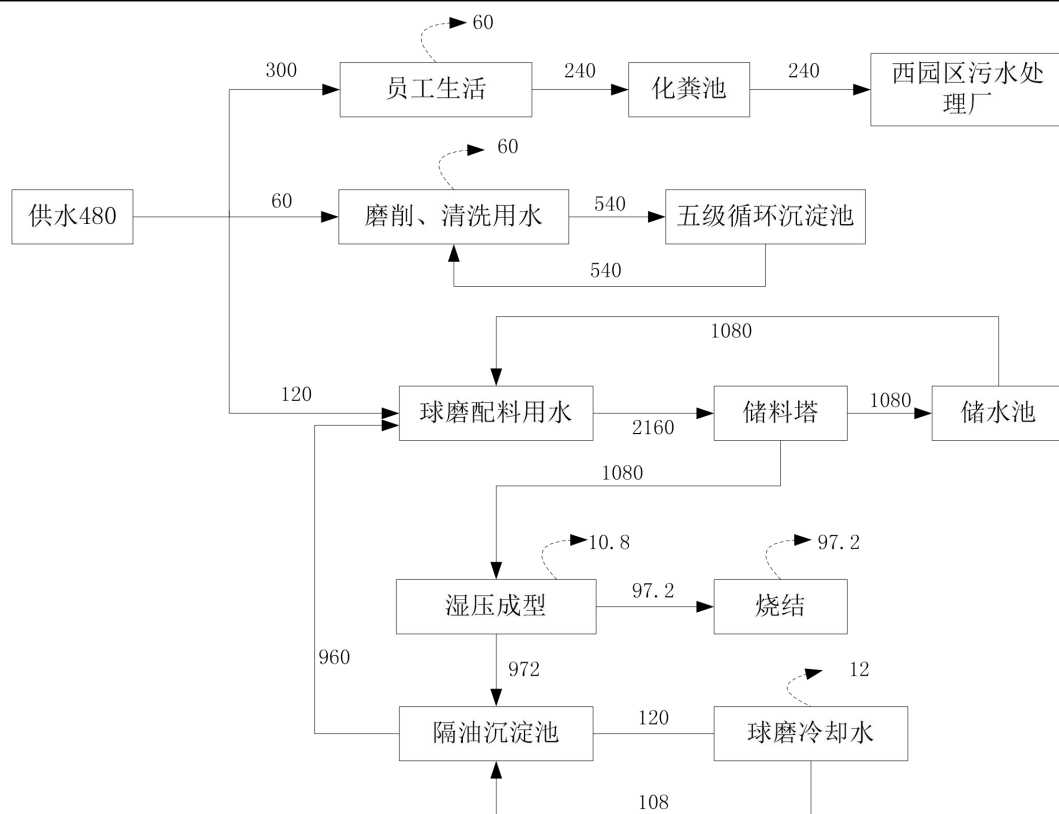 60
300
员工生活
240
化粪池
240
西园区污水处
理厂
60
供水480
60
磨削、清洗用水
540
五级循环沉淀池
540
1080
120
球磨配料用水
2160
储料塔
1080
储水池
1080
10.8
97.2
湿压成型
97.2
烧结
960
972
12
隔油沉淀池
120
球磨冷却水
108